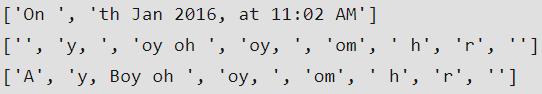 ['On ', 'th Jan 2016, at 11:02 AM']
['', 'y, ', 'oy oh ', 'oy, ', 'om', ' h', 'r', '']
['A', 'y, Boy oh ', 'oy, ', 'om', ' h', 'r', '']